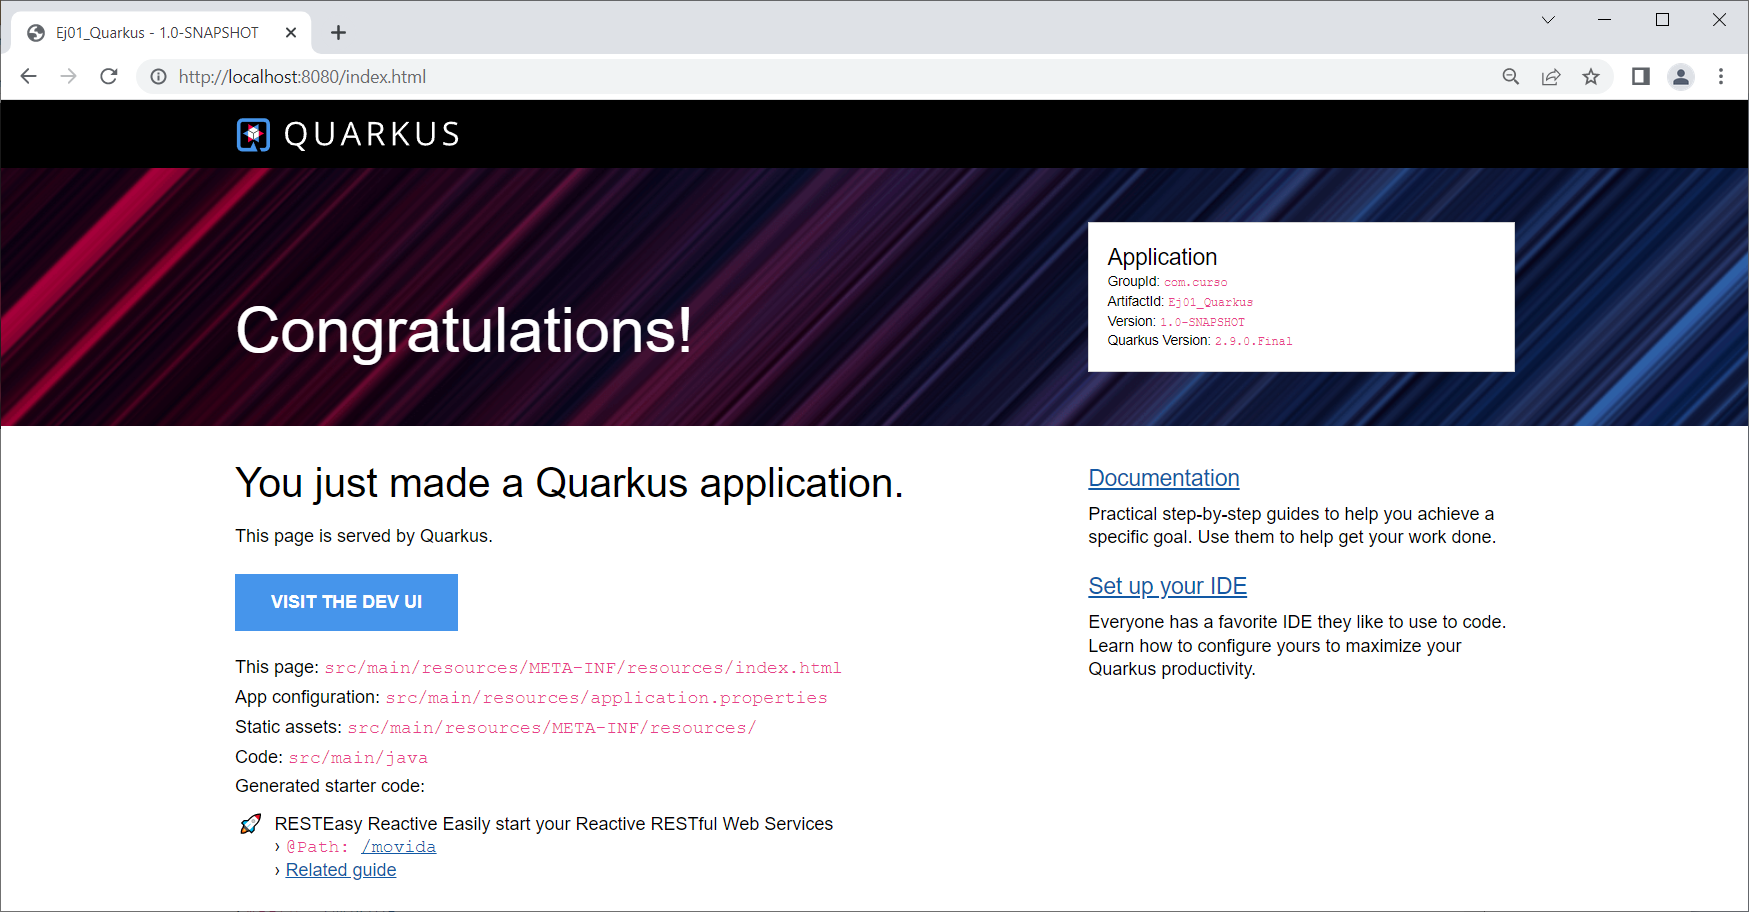 Ej01_Quarkus - 1.0-SNAPSHOT
http://localhost:8080/index.html
QUARKUS
Congratulations!
Application
GroupId: com.curso
ArtifactId: Ej01_Quarkus
Version: 1.0-SNAPSHOT
Quarkus Version: 2.9.0.Final
You just made a Quarkus application.
This page is served by Quarkus.
VISIT THE DEV UI
This page: src/main/resources/META-INF/resources/index.html
App configuration: src/main/resources/application.properties
Static assets: src/main/resources/META-INF/resources/
Code: src/main/java
Generated starter code:
RESTEasy Reactive Easily start your Reactive RESTful Web Services
› @Path: /movida
› Related guide
Documentation
Practical step-by-step guides to help you achieve a
specific goal. Use them to help get your work done.
Set up your IDE
Everyone has a favorite IDE they like to use to code.
Learn how to configure yours to maximize your
Quarkus productivity.